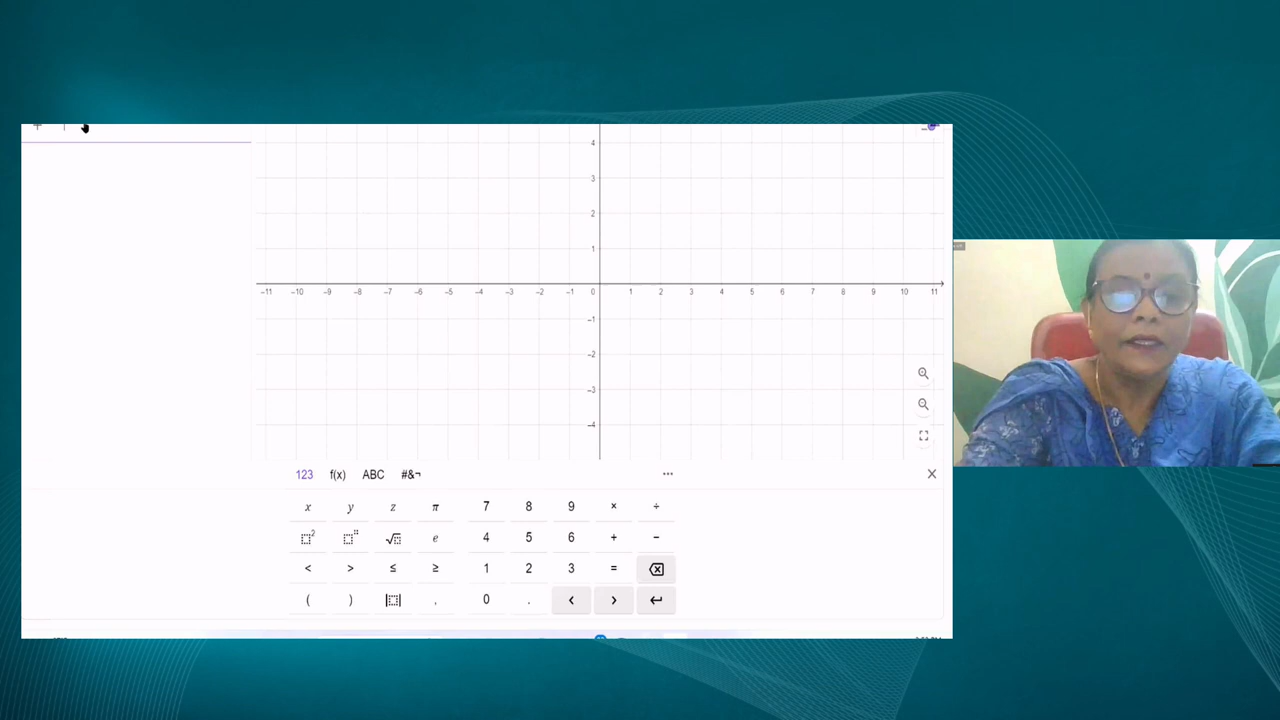 4
3
2
1
–11 –10 –9 –8 –7 –6 –5 –4 –3 –2 –1 0 1 2 3 4 5 6 7 8 9 10 11
–1
–2
–3
–4
123 f(x) ABC #&¬ ...
x y z π 7 8 9 × ÷
2 √ e 4 5 6 + −
< > ≤ ≥ 1 2 3 =
( ) | | , 0 . < >